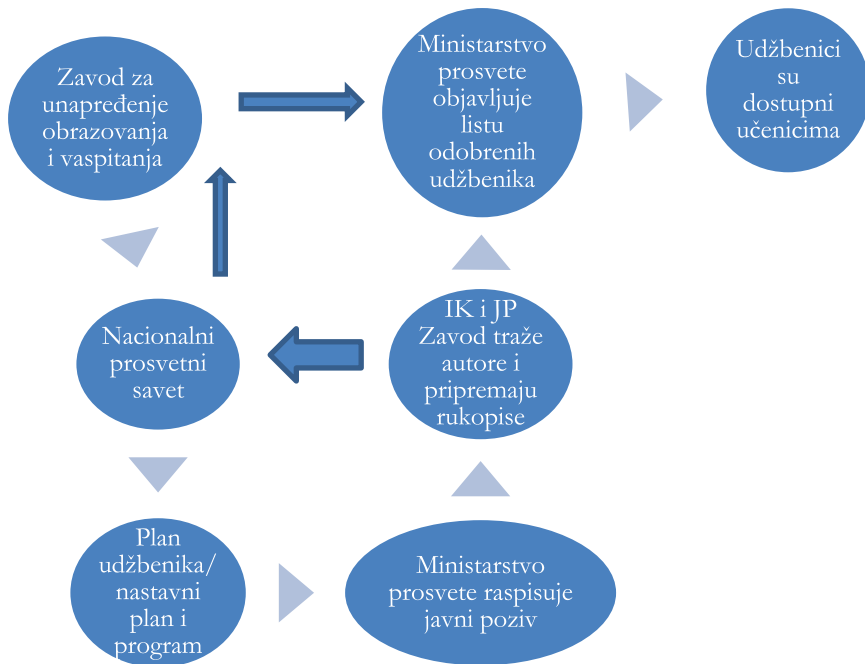 Zavod za
unapređenje
obrazovanja
i vaspitanja
Ministarstvo
prosvete
objavljuje
listu
odobrenih
udžbenika
Udžbenici
su
dostupni
učenicima
Nacionalni
prosvetni
savet
IK i JP
Zavod traže
autore i
pripremaju
rukopise
Plan
udžbenika/
nastavni
plan i
program
Ministarstvo
prosvete raspisuje
javni poziv